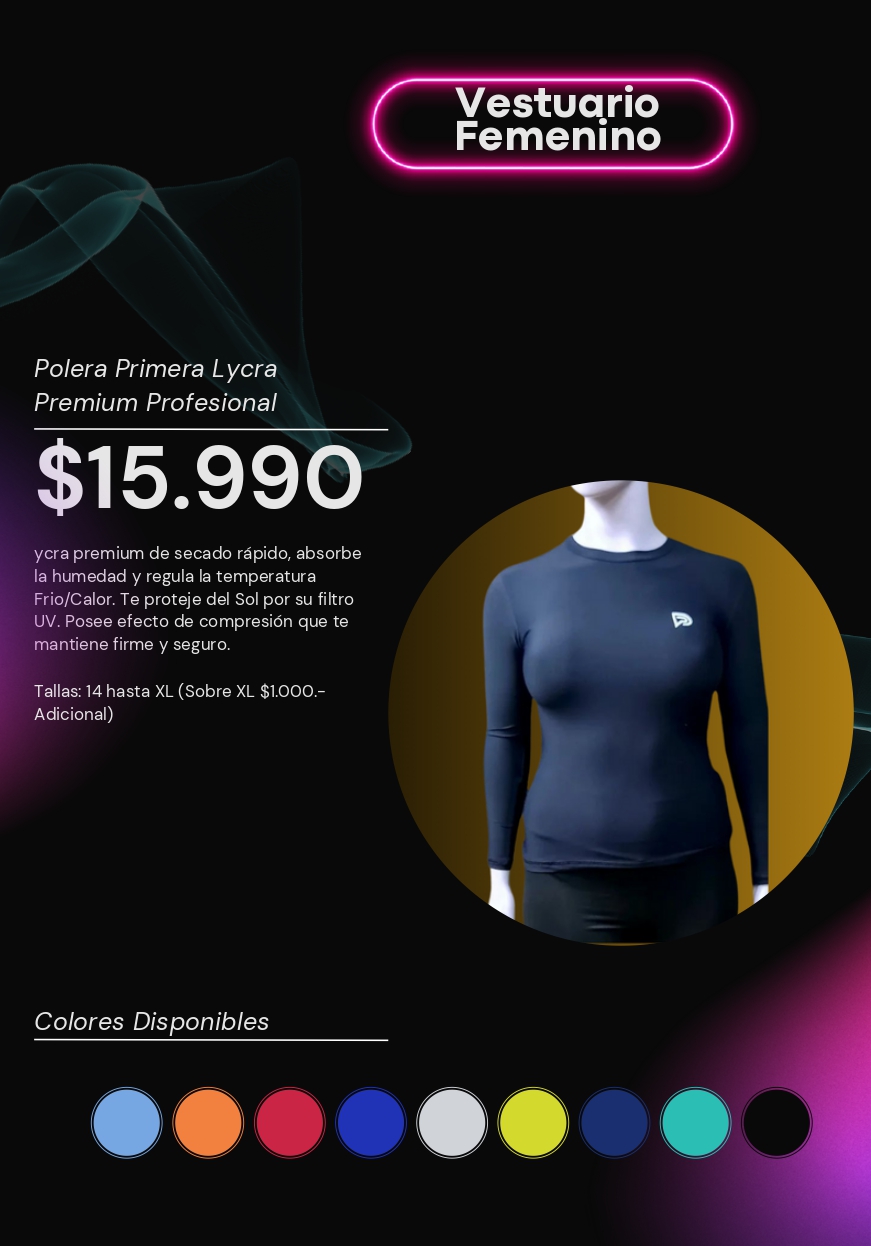 Vestuario
Femenino
Polera Primera Lycra
Premium Profesional
$15.990
ycra premium de secado rápido, absorbe
la humedad y regula la temperatura
Frio/Calor. Te proteje del Sol por su filtro
UV. Posee efecto de compresión que te
mantiene firme y seguro.
Tallas: 14 hasta XL (Sobre XL $1.000.-
Adicional)
Colores Disponibles